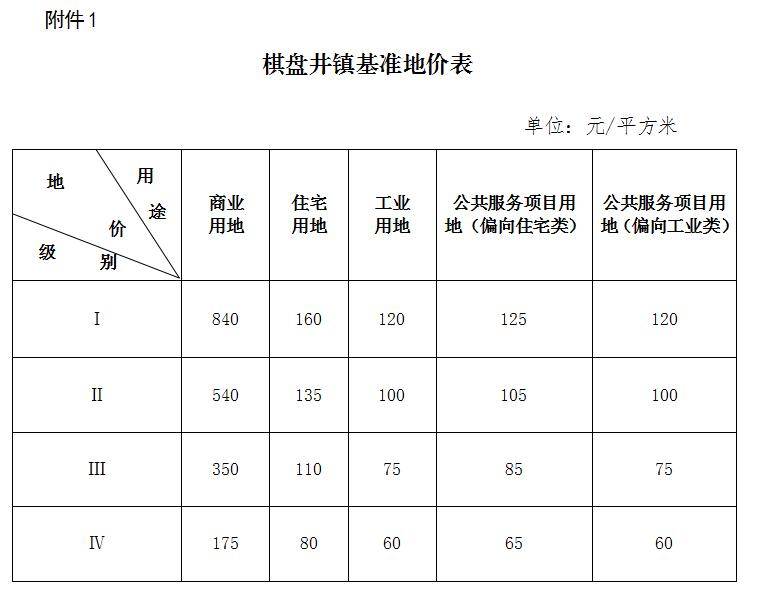 附件1
棋盘井镇基准地价表
单位：元/平方米
地价 用途 级别 商业用地 住宅用地 工业用地 公共服务项目用地（偏向住宅类） 公共服务项目用地（偏向工业类）
Ⅰ 840 160 120 125 120
Ⅱ 540 135 100 105 100
Ⅲ 350 110 75 85 75
Ⅳ 175 80 60 65 60